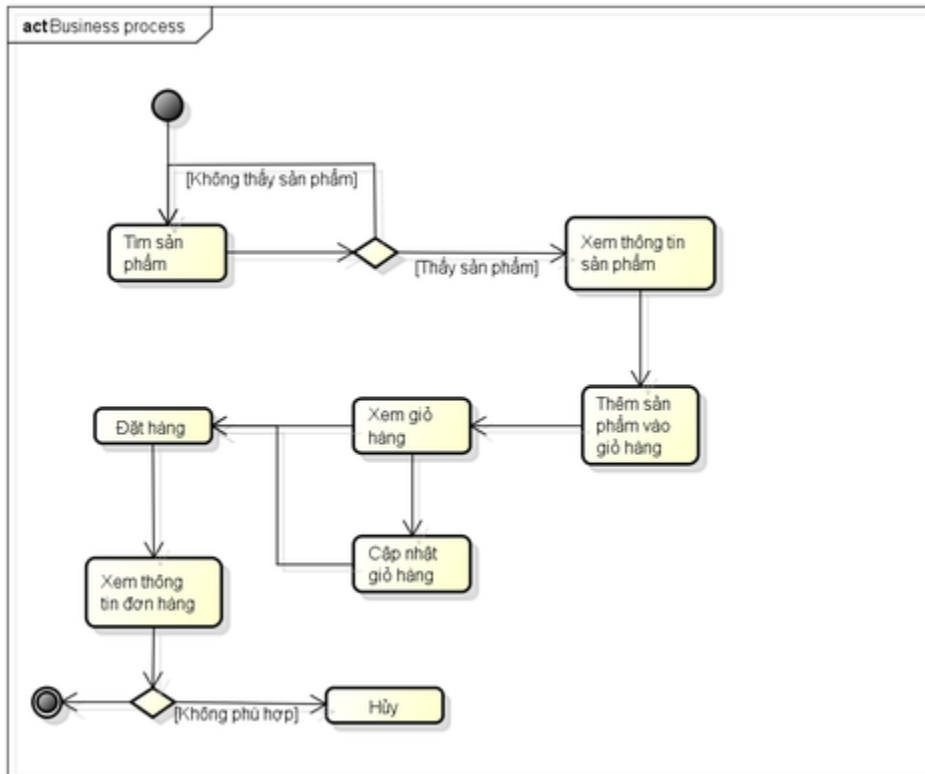 act Business process
[Không thấy sản phẩm]
Tìm sản
phẩm
[Thấy sản phẩm]
Xem thông tin
sản phẩm
Thêm sản
phẩm vào
giỏ hàng
Xem giỏ
hàng
Đặt hàng
Cập nhật
giỏ hàng
Xem thông
tin đơn hàng
[Không phù hợp]
Hủy